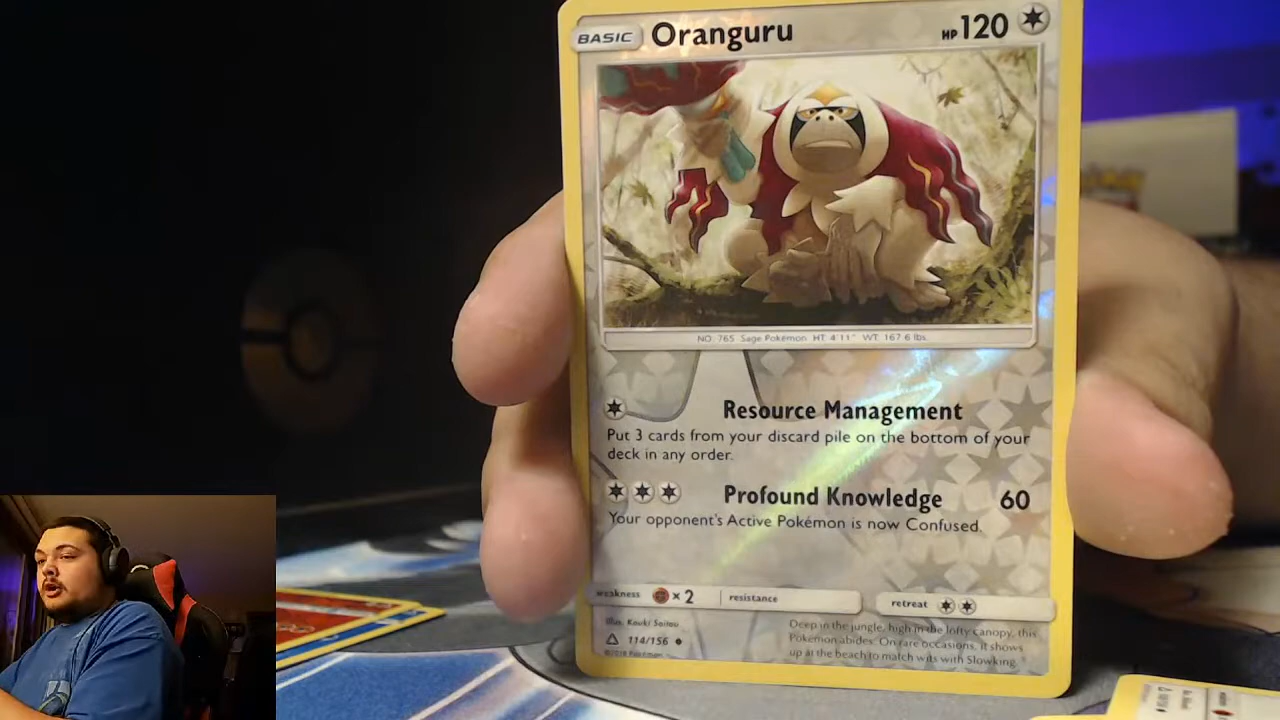 BASIC Oranguru HP 120
NO. 765 Sage Pokémon HT: 4'11" WT: 167.6 lbs.
Resource Management
Put 3 cards from your discard pile on the bottom of your
deck in any order.
Profound Knowledge 60
Your opponent's Active Pokémon is now Confused.
weakness ×2 resistance retreat
Illus. Kouki Saitou
114/156
©2018 Pokémon
Deep in the jungle, high in the lofty canopy, this
Pokémon abides. On rare occasions, it shows
up at the beach to match wits with Slowking.